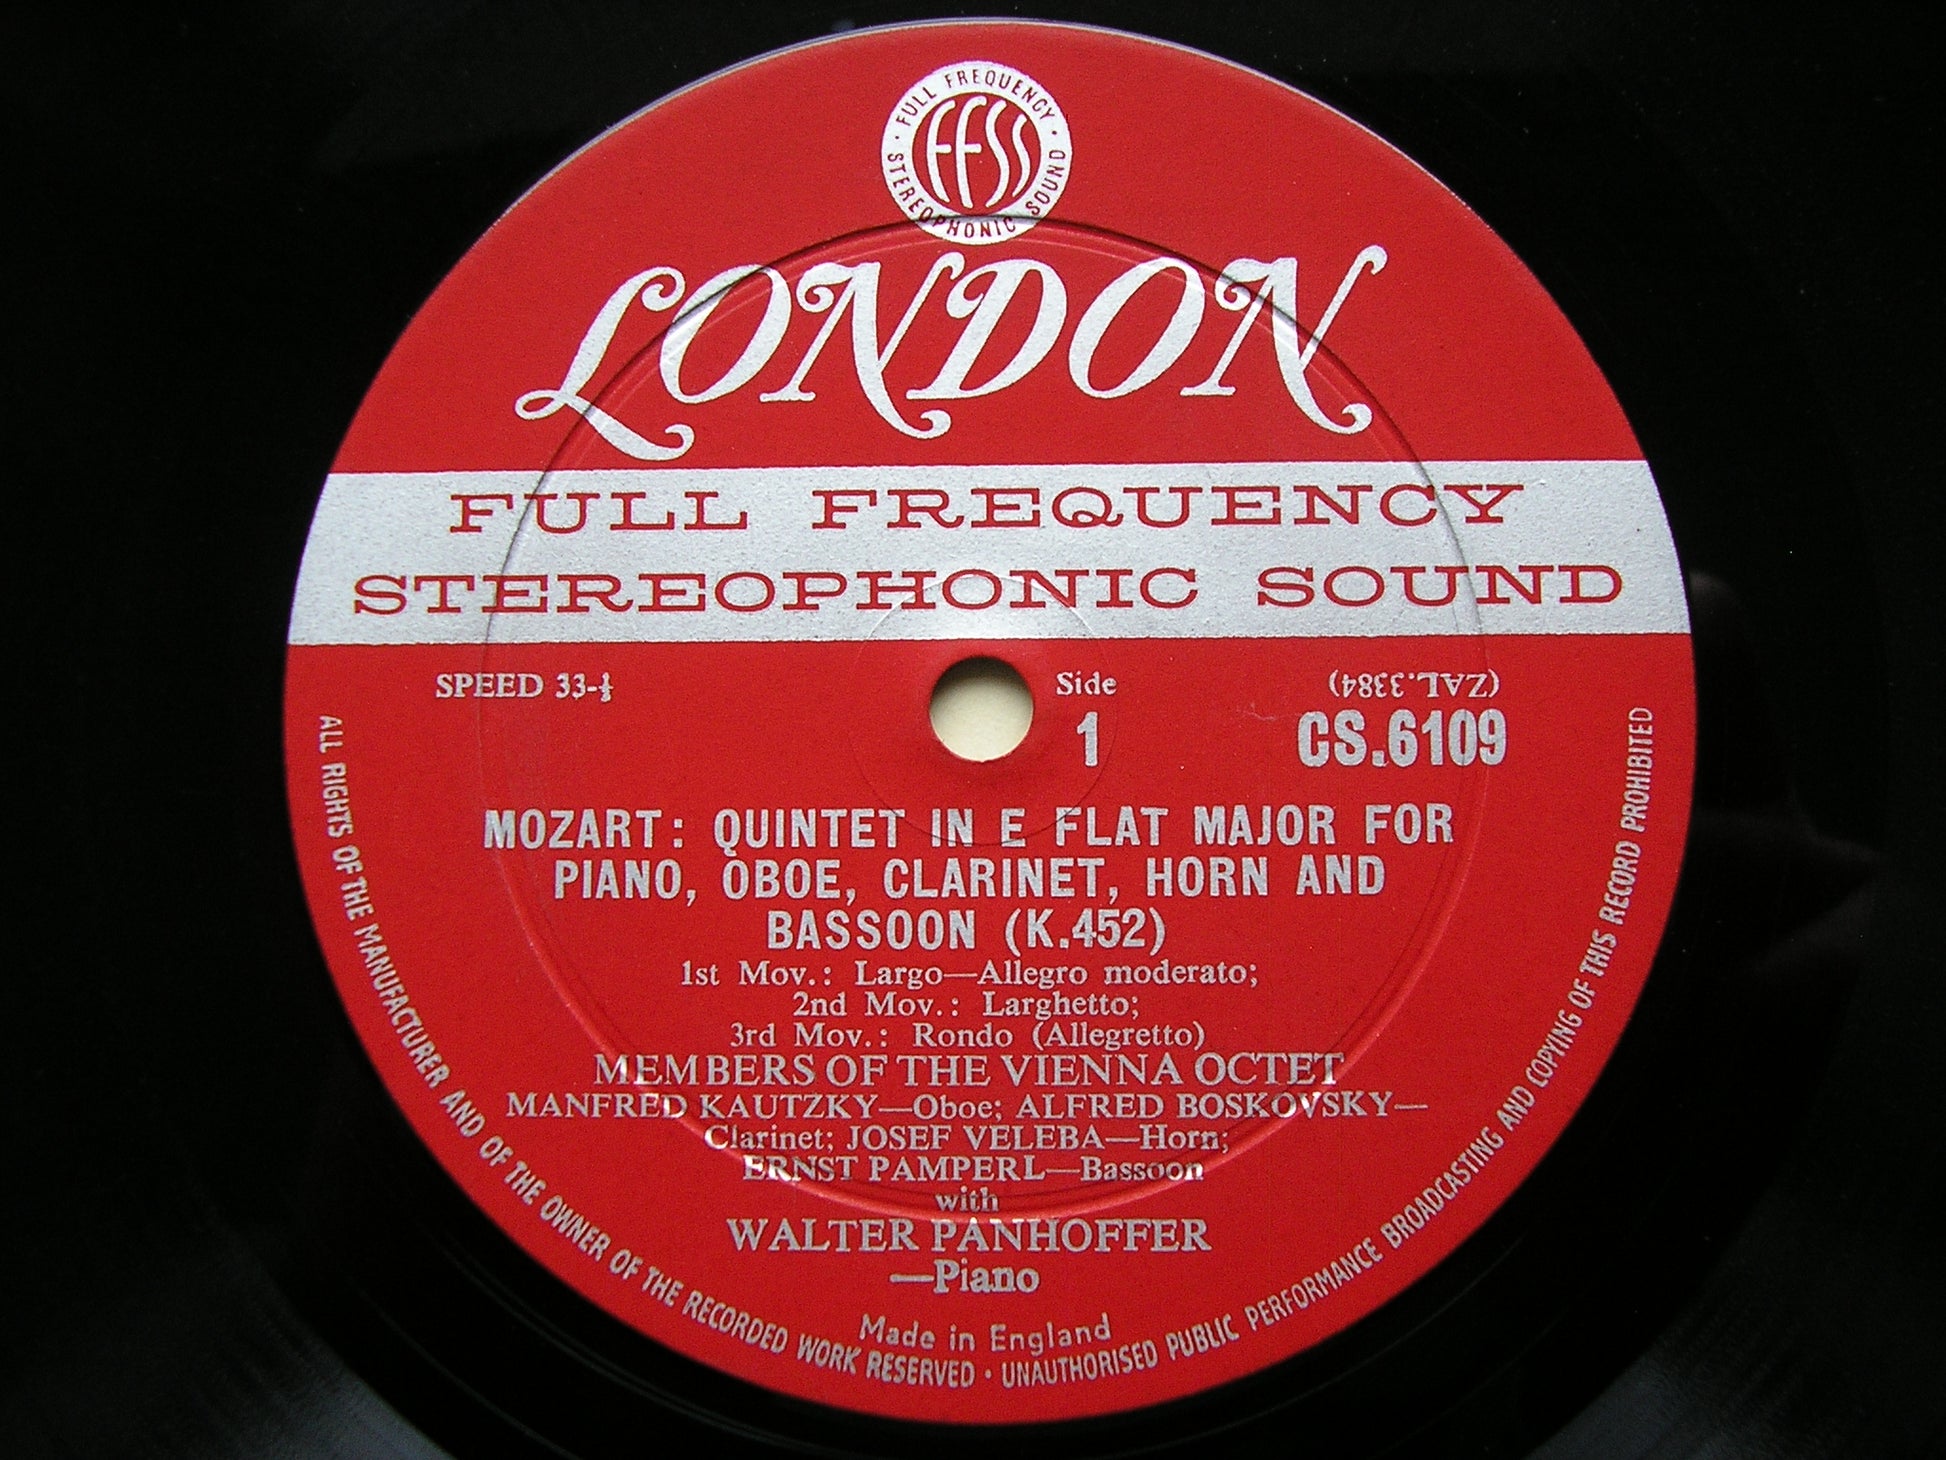 · FULL FREQUENCY ·
STEREOPHONIC SOUND
FFSS
LONDON
FULL FREQUENCY
STEREOPHONIC SOUND
SPEED 33-⅓
Side
1
(ZAL.3384)
CS.6109
MOZART: QUINTET IN E FLAT MAJOR FOR
PIANO, OBOE, CLARINET, HORN AND
BASSOON (K.452)
1st Mov.: Largo—Allegro moderato;
2nd Mov.: Larghetto;
3rd Mov.: Rondo (Allegretto)
MEMBERS OF THE VIENNA OCTET
MANFRED KAUTZKY—Oboe; ALFRED BOSKOVSKY—
Clarinet; JOSEF VELEBA—Horn;
ERNST PAMPERL—Bassoon
with
WALTER PANHOFFER
—Piano
Made in England
ALL RIGHTS OF THE MANUFACTURER AND OF THE OWNER OF THE RECORDED WORK RESERVED · UNAUTHORISED PUBLIC PERFORMANCE BROADCASTING AND COPYING OF THIS RECORD PROHIBITED